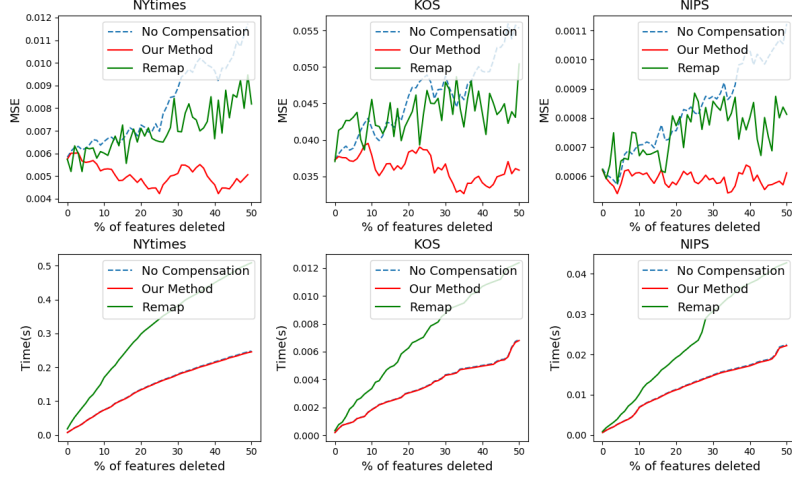 NYtimes
KOS
NIPS
0.012
0.011
0.010
0.009
0.008
0.007
0.006
0.005
0.004
MSE
No Compensation
Our Method
Remap
0 10 20 30 40 50
% of features deleted
0.055
0.050
0.045
0.040
0.035
MSE
No Compensation
Our Method
Remap
0 10 20 30 40 50
% of features deleted
0.0011
0.0010
0.0009
0.0008
0.0007
0.0006
MSE
No Compensation
Our Method
Remap
0 10 20 30 40 50
% of features deleted
NYtimes
KOS
NIPS
0.5
0.4
0.3
0.2
0.1
0.0
Time(s)
No Compensation
Our Method
Remap
0 10 20 30 40 50
% of features deleted
0.012
0.010
0.008
0.006
0.004
0.002
0.000
Time(s)
No Compensation
Our Method
Remap
0 10 20 30 40 50
% of features deleted
0.04
0.03
0.02
0.01
0.00
Time(s)
No Compensation
Our Method
Remap
0 10 20 30 40 50
% of features deleted